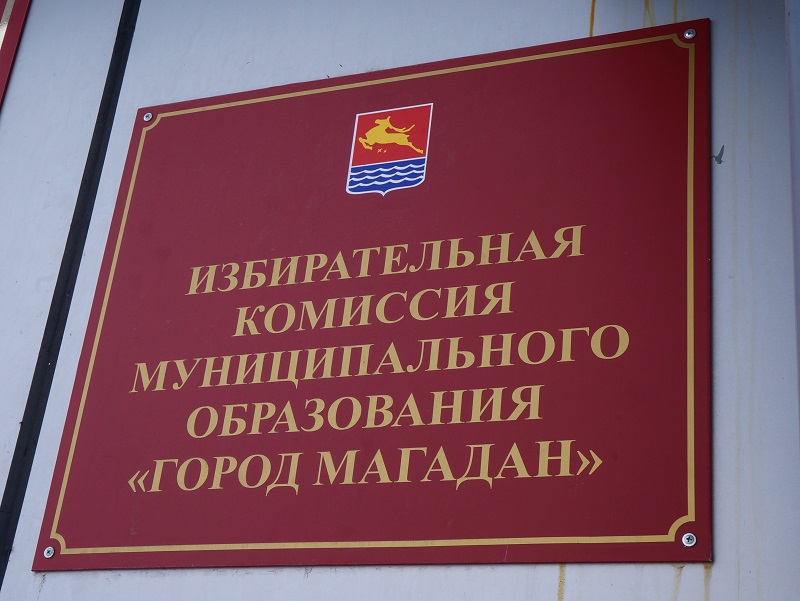 ИЗБИРАТЕЛЬНАЯ
КОМИССИЯ
МУНИЦИПАЛЬНОГО
ОБРАЗОВАНИЯ
«ГОРОД МАГАДАН»